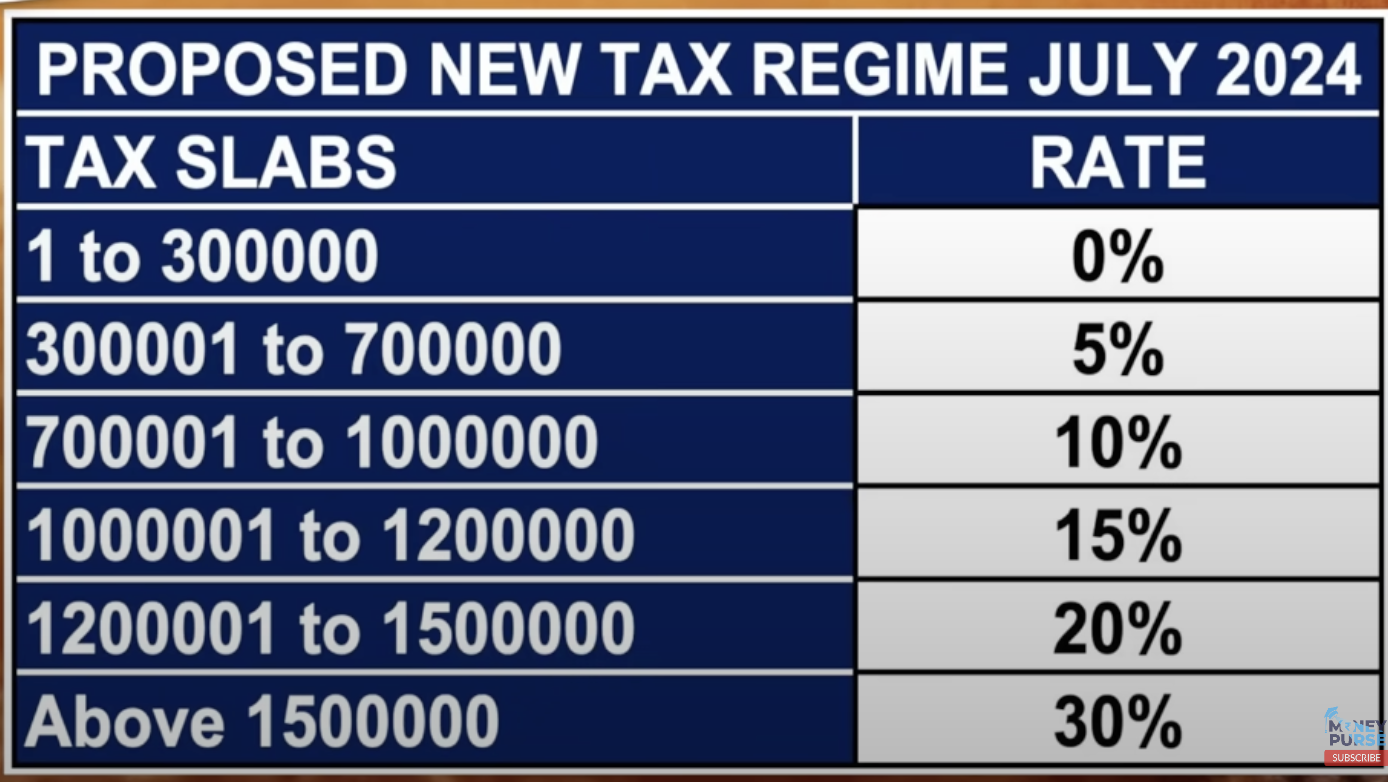 PROPOSED NEW TAX REGIME JULY 2024
TAX SLABS RATE
1 to 300000 0%
300001 to 700000 5%
700001 to 1000000 10%
1000001 to 1200000 15%
1200001 to 1500000 20%
Above 1500000 30%
MONEY
PURSE
SUBSCRIBE